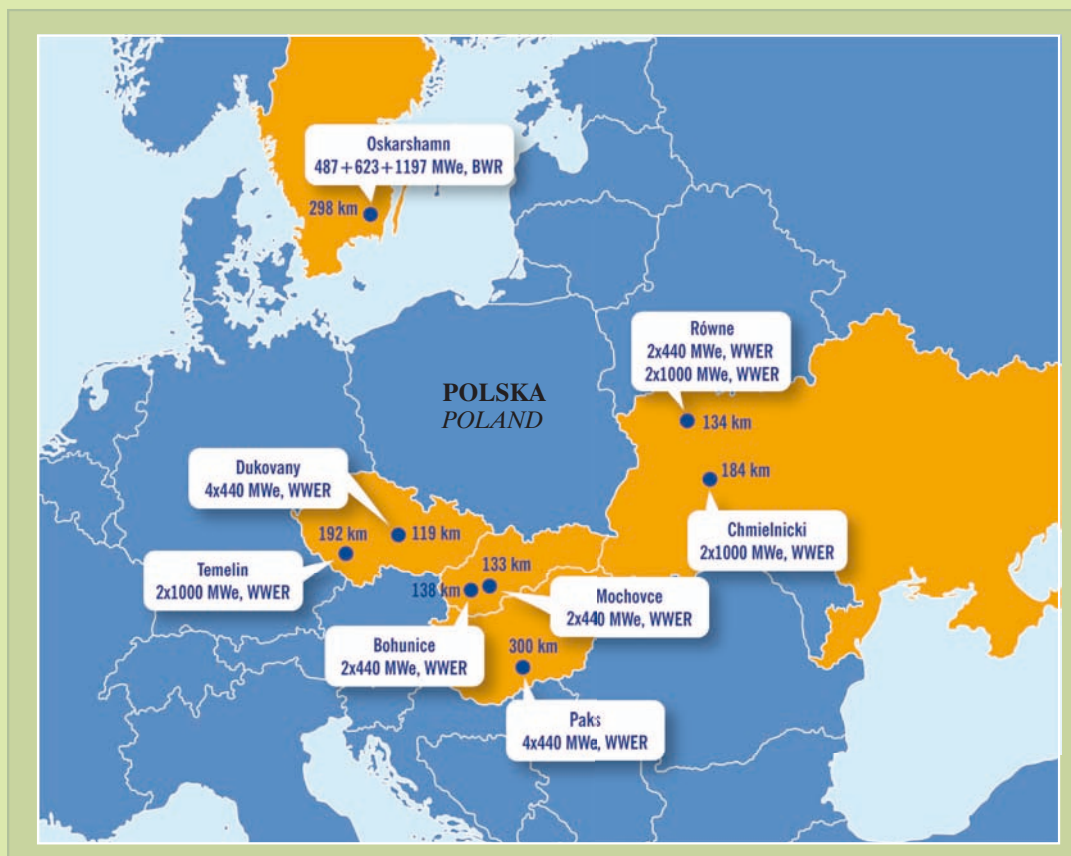 Oskarshamn
487+623+1197 MWe, BWR
298 km
Równe
2x440 MWe, WWER
2x1000 MWe, WWER
134 km
POLSKA
POLAND
184 km
Chmielnicki
2x1000 MWe, WWER
Dukovany
4x440 MWe, WWER
119 km
192 km
Temelin
2x1000 MWe, WWER
133 km
138 km
Mochovce
2x440 MWe, WWER
Bohunice
2x440 MWe, WWER
300 km
Paks
4x440 MWe, WWER